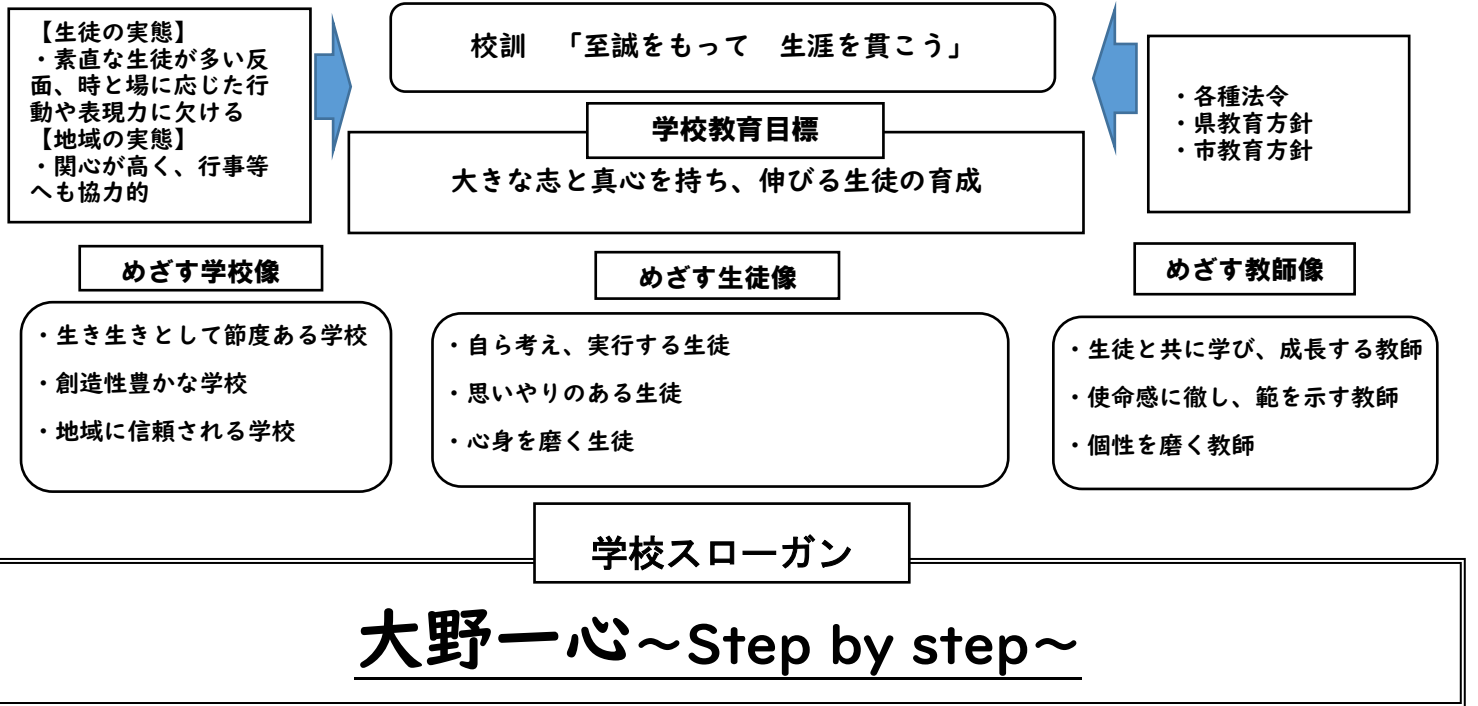 【生徒の実態】
・素直な生徒が多い反
面、時と場に応じた行
動や表現力に欠ける
【地域の実態】
・関心が高く、行事等
へも協力的
校訓　「至誠をもって　生涯を貫こう」
・各種法令
・県教育方針
・市教育方針
学校教育目標
大きな志と真心を持ち、伸びる生徒の育成
めざす学校像
・生き生きとして節度ある学校
・創造性豊かな学校
・地域に信頼される学校
めざす生徒像
・自ら考え、実行する生徒
・思いやりのある生徒
・心身を磨く生徒
めざす教師像
・生徒と共に学び、成長する教師
・使命感に徹し、範を示す教師
・個性を磨く教師
学校スローガン
大野一心～Step by step～